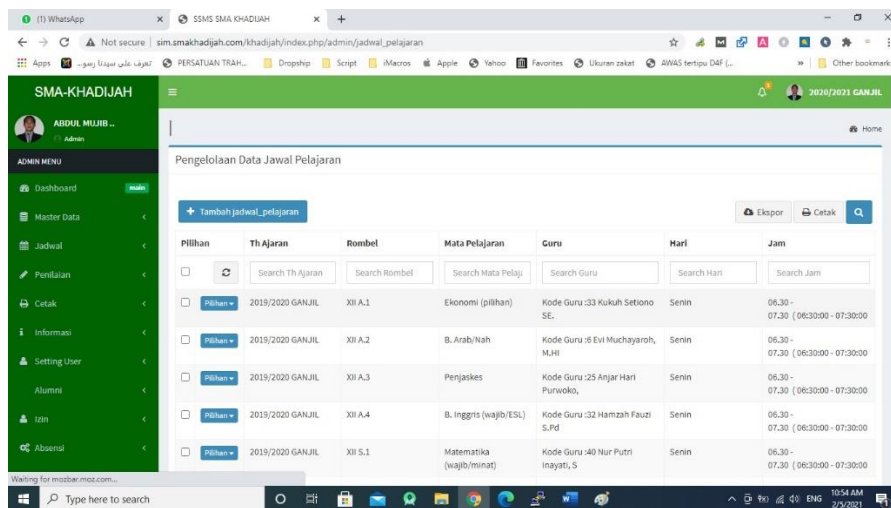 (1) WhatsApp
SSMS SMA KHADIJAH
Not secure | sim.smakhadijah.com/khadijah/index.php/admin/jadwal_pelajaran
Apps
تعرف على سيدنا رسو...
PERSATUAN TRAH...
Dropship
Script
iMacros
Apple
Yahoo
Favorites
Ukuran zakat
AWAS tertipu D4F (...
»
Other bookmark
SMA-KHADIJAH
2020/2021 GANJIL
ABDUL MUJIB ..
Admin
Home
ADMIN MENU
Dashboard main
Master Data
Jadwal
Penilaian
Cetak
Informasi
Setting User
Alumni
Izin
Absensi
Pengelolaan Data Jawal Pelajaran
+ Tambah jadwal_pelajaran
Ekspor
Cetak
Pilihan Th Ajaran Rombel Mata Pelajaran Guru Hari Jam
Search Th Ajaran Search Rombel Search Mata Pelaj Search Guru Search Hari Search Jam
Pilihan 2019/2020 GANJIL XII A.1 Ekonomi (pilihan) Kode Guru :33 Kukuh Setiono Senin 06.30 -
SE. 07.30 ( 06:30:00 - 07:30:00
Pilihan 2019/2020 GANJIL XII A.2 B. Arab/Nah Kode Guru :6 Evi Muchayaroh, Senin 06.30 -
M.HI 07.30 ( 06:30:00 - 07:30:00
Pilihan 2019/2020 GANJIL XII A.3 Penjaskes Kode Guru :25 Anjar Hari Senin 06.30 -
Purwoko, 07.30 ( 06:30:00 - 07:30:00
Pilihan 2019/2020 GANJIL XII A.4 B. Inggris (wajib/ESL) Kode Guru :32 Hamzah Fauzi Senin 06.30 -
S.Pd 07.30 ( 06:30:00 - 07:30:00
Pilihan 2019/2020 GANJIL XII S.1 Matematika Kode Guru :40 Nur Putri Senin 06.30 -
(wajib/minat) Inayati, S 07.30 ( 06:30:00 - 07:30:00
Waiting for mozbar.moz.com...
Type here to search
ENG
10:54 AM
2/5/2021